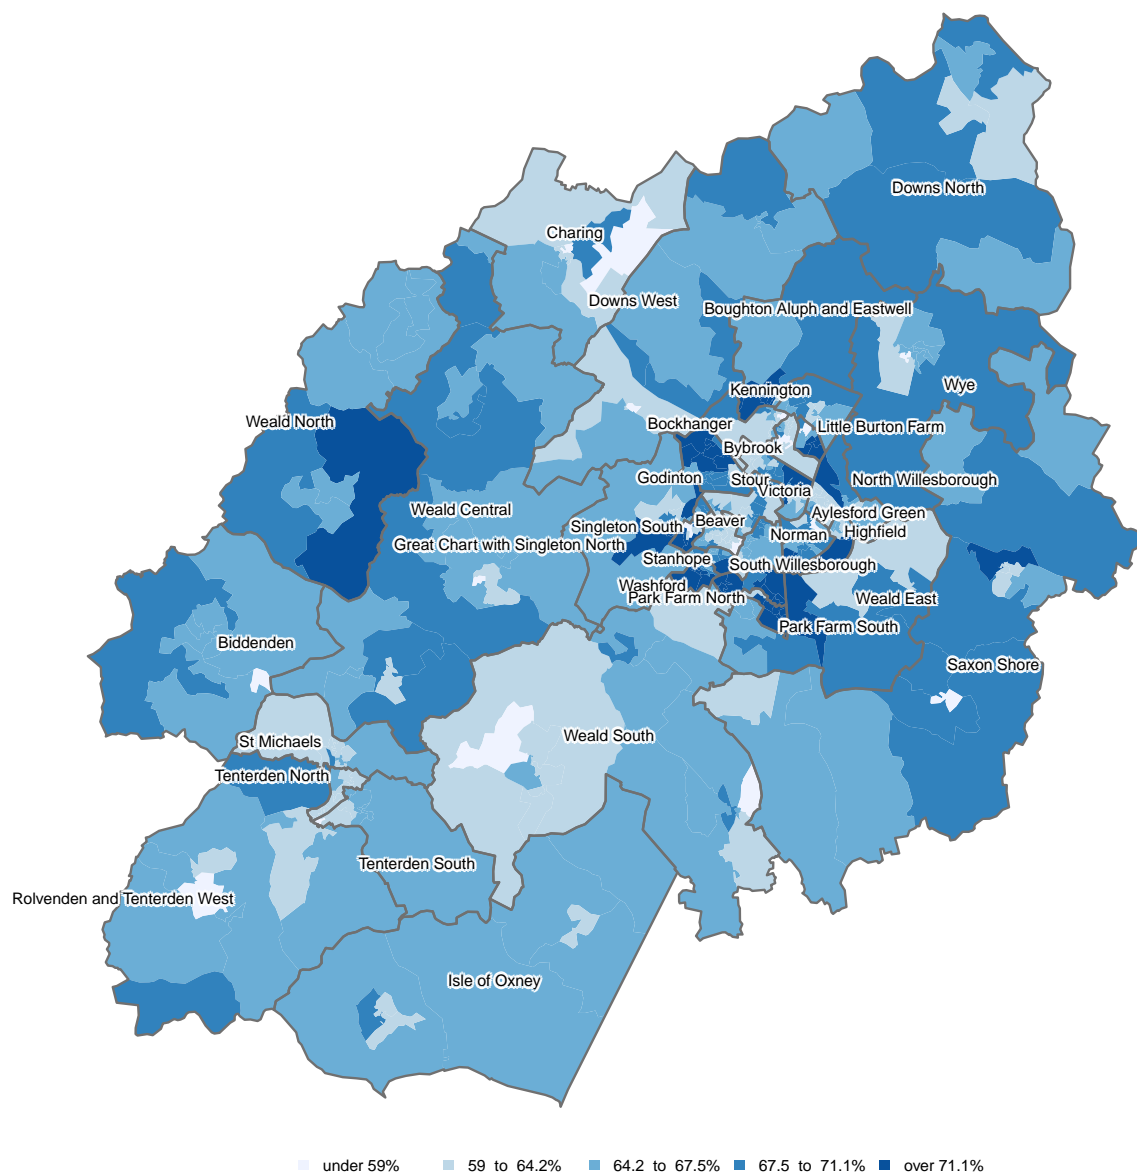 Downs North
Charing
Downs West
Boughton Aluph and Eastwell
Kennington
Wye
Weald North
Bockhanger
Little Burton Farm
Bybrook
Godinton
Stour
North Willesborough
Victoria
Weald Central
Aylesford Green
Singleton South
Beaver
Highfield
Norman
Great Chart with Singleton North
Stanhope
South Willesborough
Washford
Park Farm North
Weald East
Park Farm South
Biddenden
Saxon Shore
St Michaels
Weald South
Tenterden North
Tenterden South
Rolvenden and Tenterden West
Isle of Oxney
under 59% 59 to 64.2% 64.2 to 67.5% 67.5 to 71.1% over 71.1%